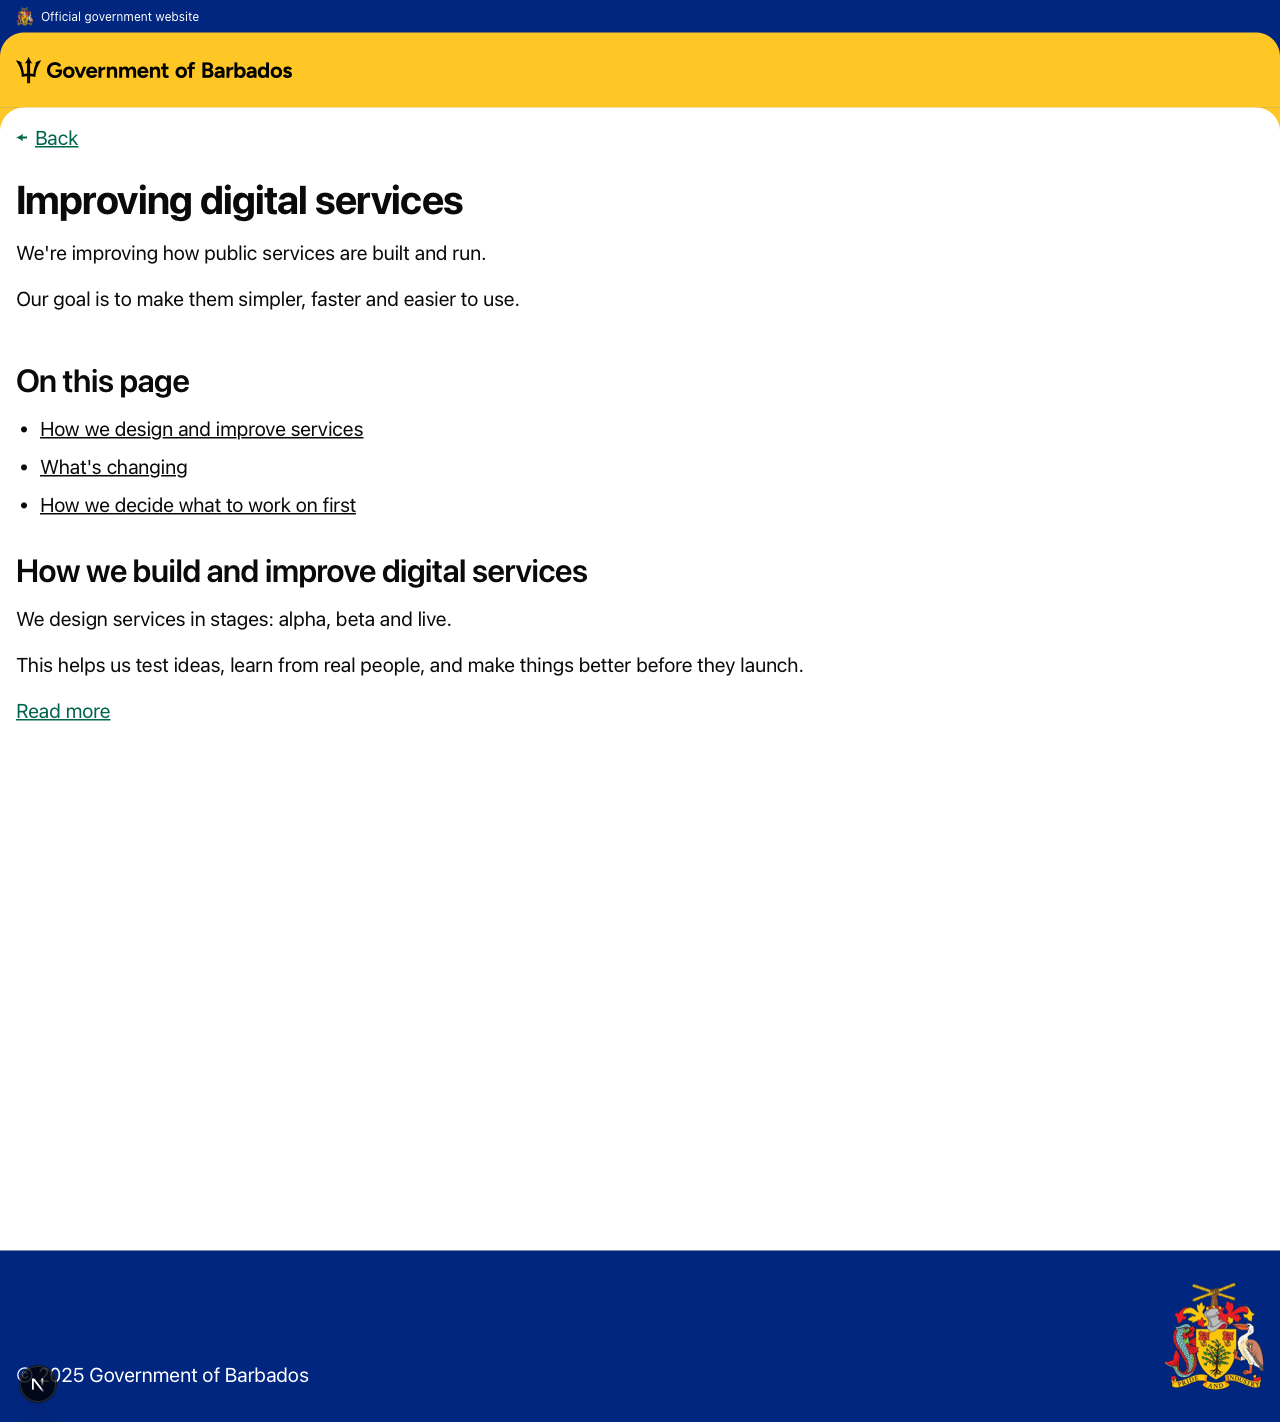 Official government website
Government of Barbados
Back
Improving digital services
We're improving how public services are built and run.
Our goal is to make them simpler, faster and easier to use.
On this page
• How we design and improve services
• What's changing
• How we decide what to work on first
How we build and improve digital services
We design services in stages: alpha, beta and live.
This helps us test ideas, learn from real people, and make things better before they launch.
Read more
© 2025 Government of Barbados
N
PRIDE AND INDUSTRY